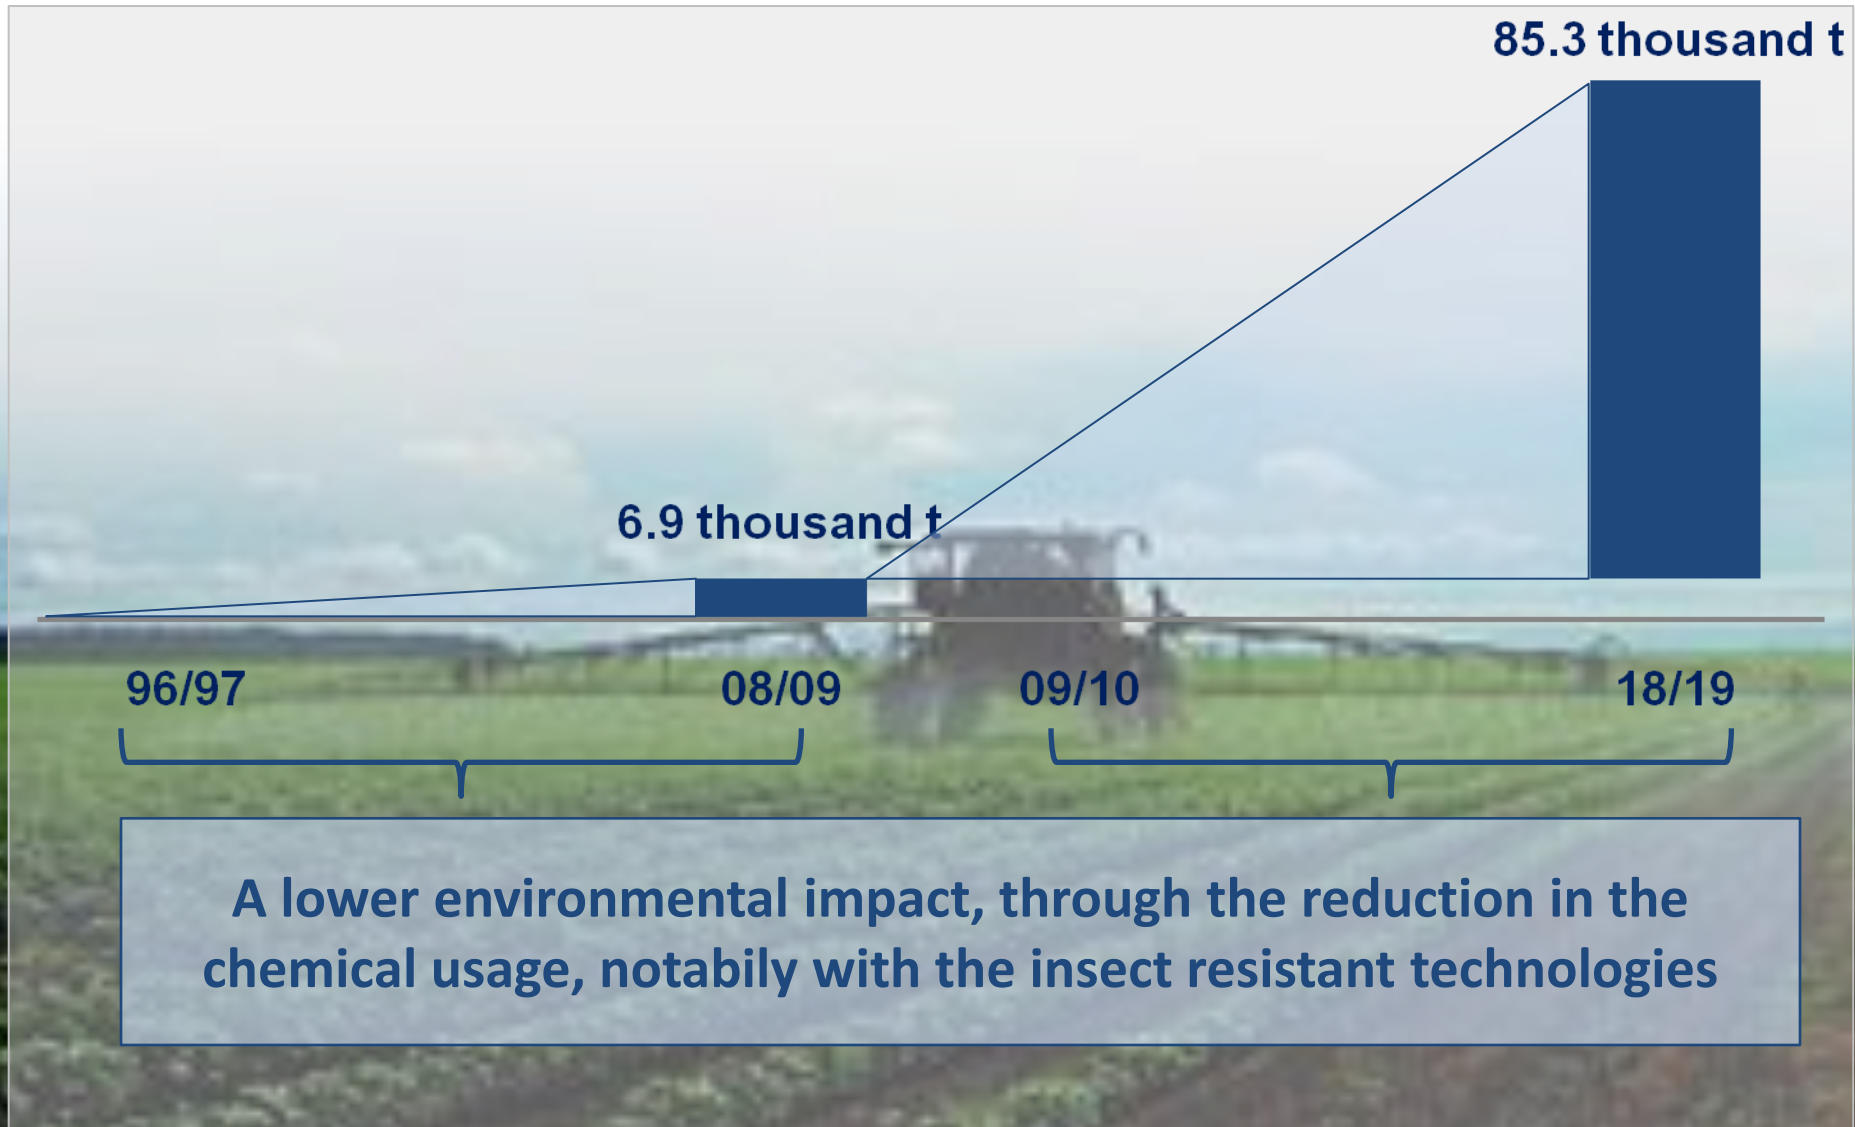 85.3 thousand t
6.9 thousand t
96/97
08/09
09/10
18/19
A lower environmental impact, through the reduction in the
chemical usage, notabily with the insect resistant technologies